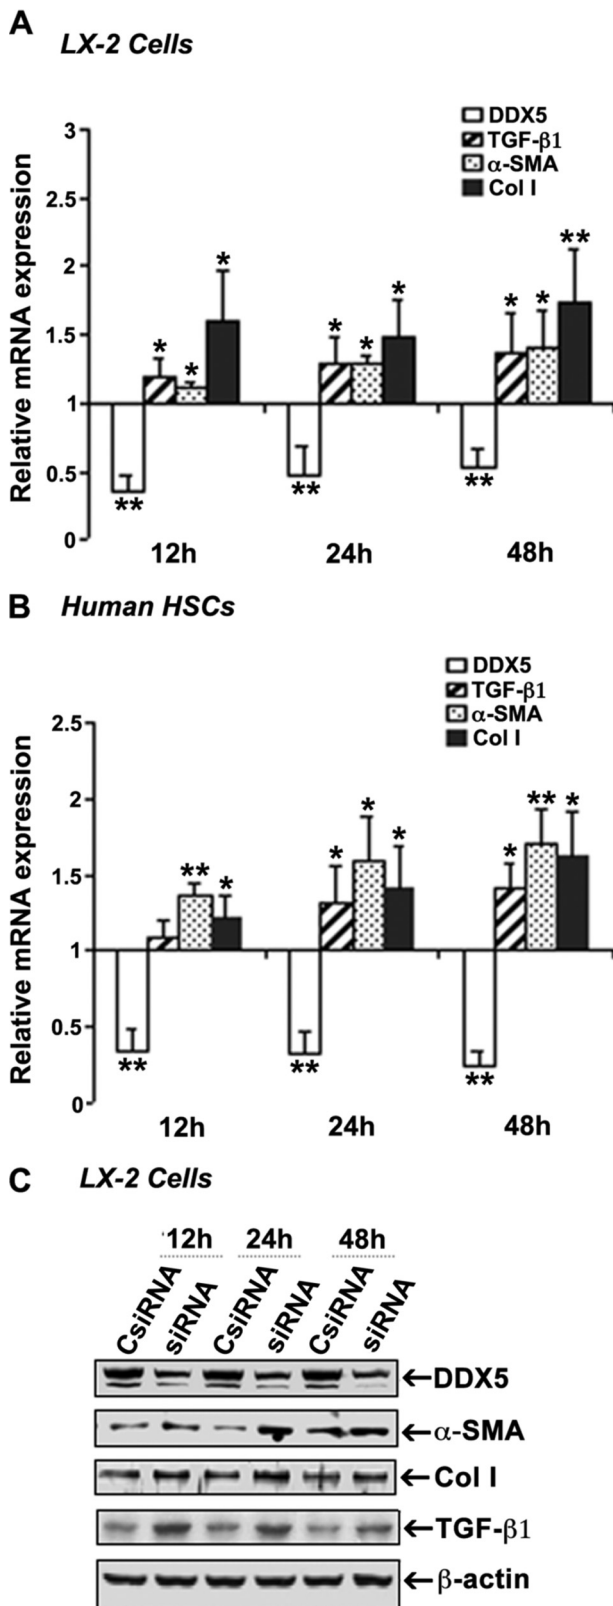 A
LX-2 Cells
DDX5
TGF-β1
α-SMA
Col I
Relative mRNA expression
3
2.5
2
1.5
1
0.5
0
* * *
* * *
* * **
**
**
**
12h 24h 48h
B
Human HSCs
DDX5
TGF-β1
α-SMA
Col I
Relative mRNA expression
2.5
2
1.5
1
0.5
0
** *
* * *
* ** *
**
**
**
12h 24h 48h
C
LX-2 Cells
12h 24h 48h
CsiRNA siRNA CsiRNA siRNA CsiRNA siRNA
←DDX5
←α-SMA
←Col I
←TGF-β1
←β-actin